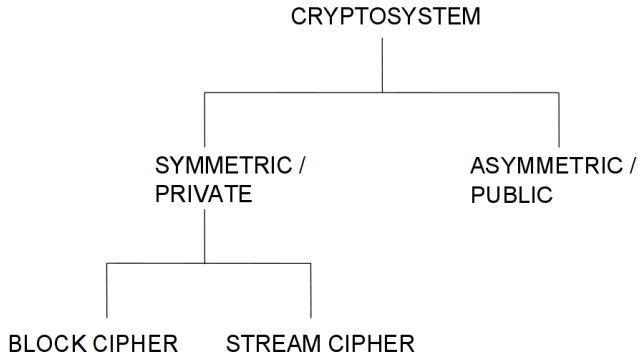 CRYPTOSYSTEM
SYMMETRIC /
PRIVATE
ASYMMETRIC /
PUBLIC
BLOCK CIPHER
STREAM CIPHER